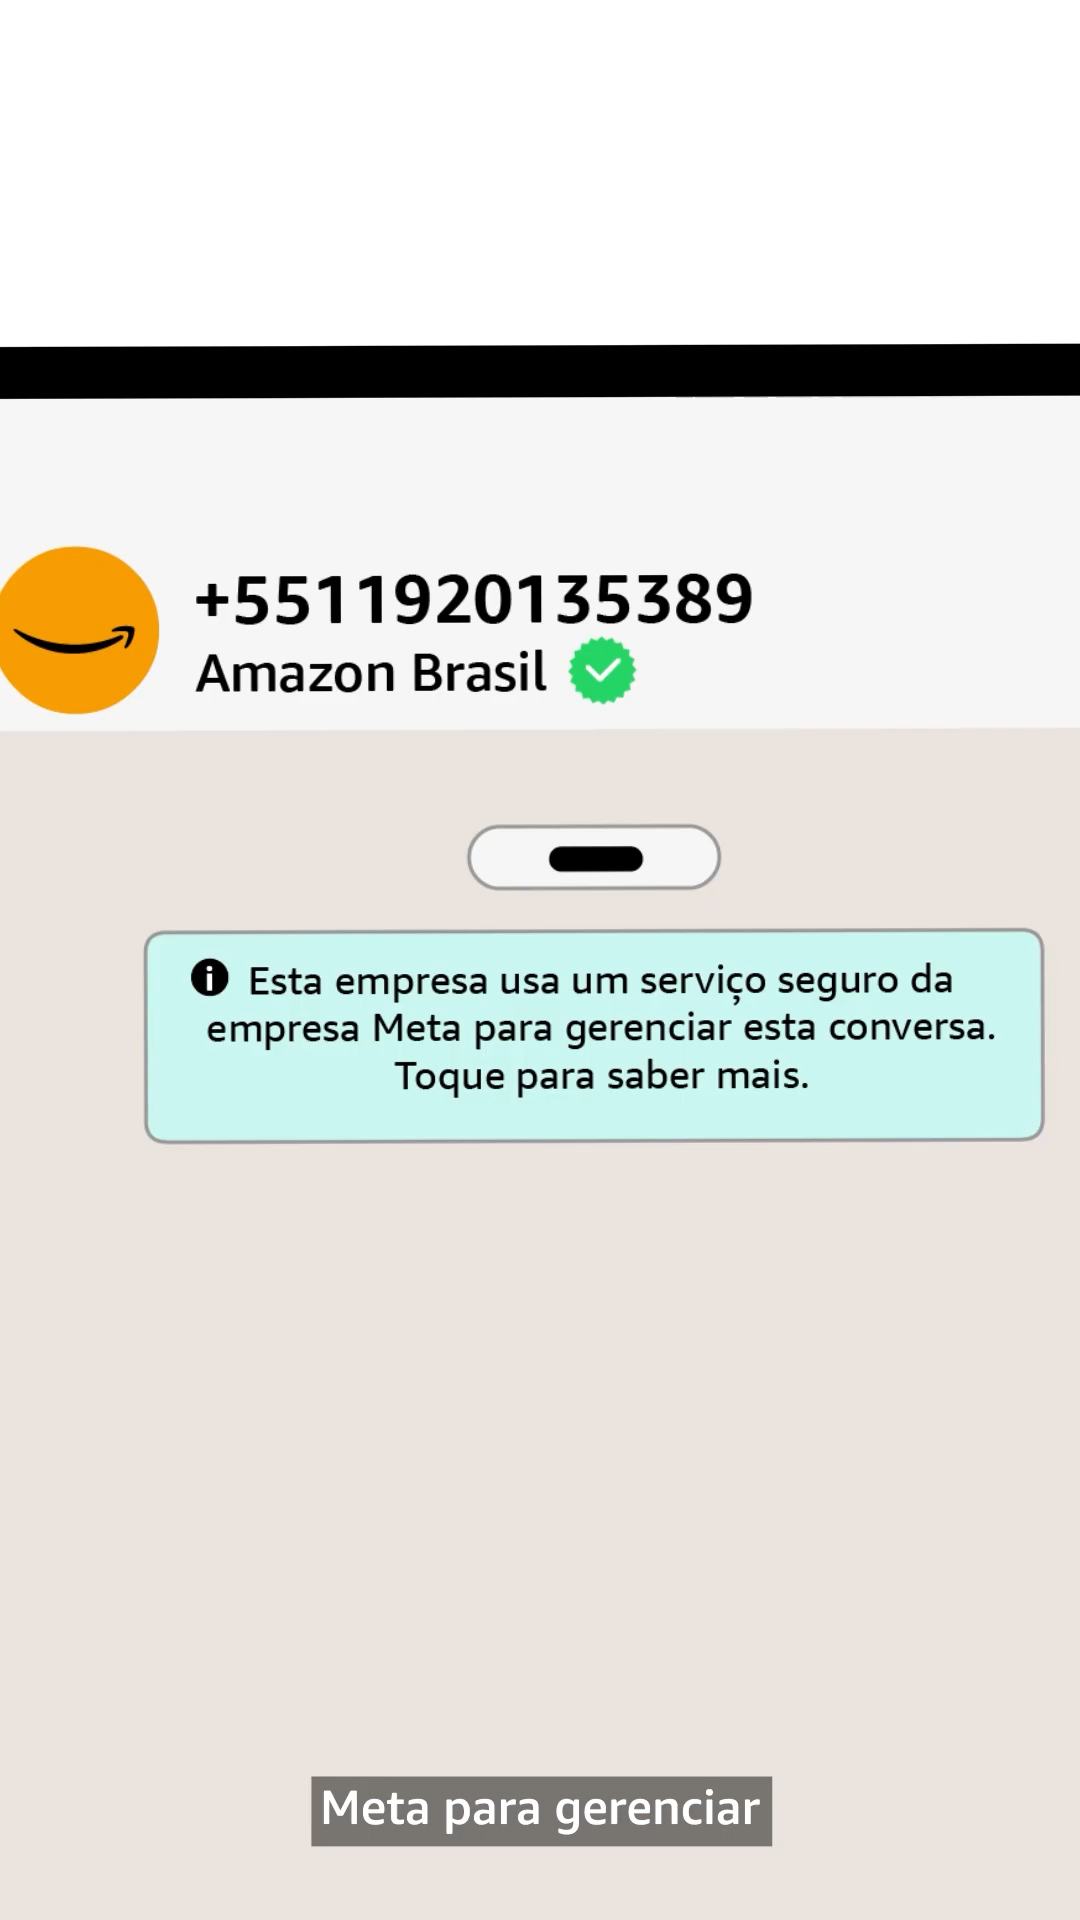 +5511920135389
Amazon Brasil
Esta empresa usa um serviço seguro da
empresa Meta para gerenciar esta conversa.
Toque para saber mais.
Meta para gerenciar